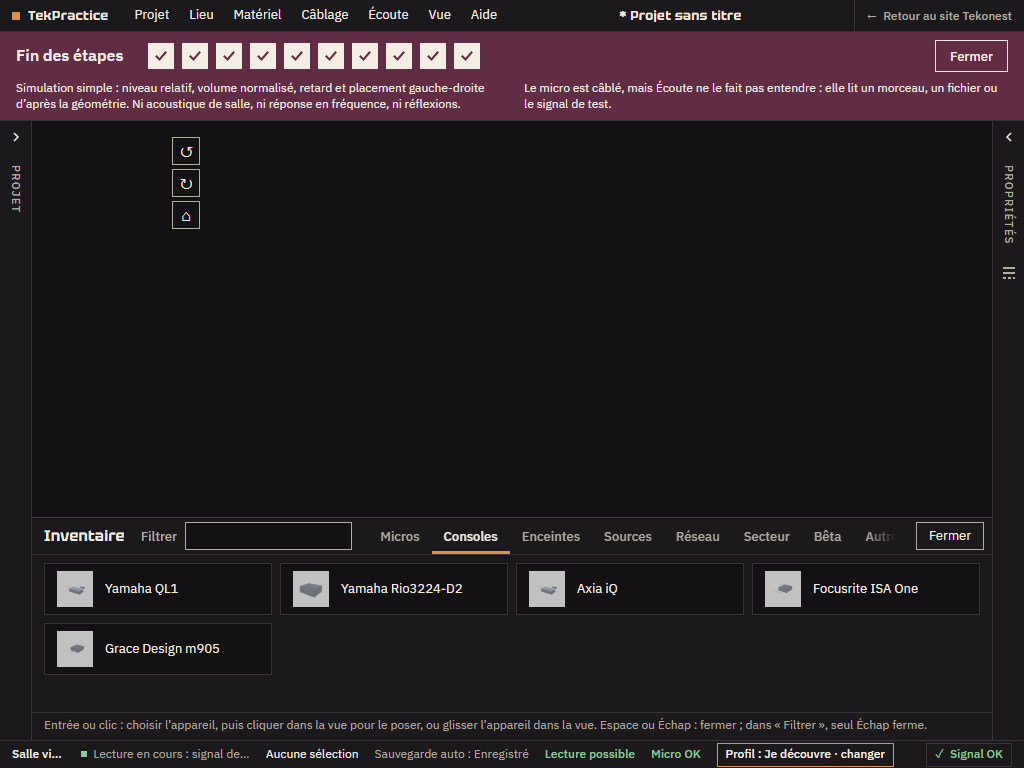 TekPractice Projet Lieu Matériel Câblage Écoute Vue Aide * Projet sans titre ← Retour au site Tekonest
Fin des étapes ✓ ✓ ✓ ✓ ✓ ✓ ✓ ✓ ✓ ✓ Fermer
Simulation simple : niveau relatif, volume normalisé, retard et placement gauche-droite
d’après la géométrie. Ni acoustique de salle, ni réponse en fréquence, ni réflexions.
Le micro est câblé, mais Écoute ne le fait pas entendre : elle lit un morceau, un fichier ou
le signal de test.
PROJET
PROPRIÉTÉS
Inventaire Filtrer Micros Consoles Enceintes Sources Réseau Secteur Bêta Autr Fermer
Yamaha QL1 Yamaha Rio3224-D2 Axia iQ Focusrite ISA One
Grace Design m905
Entrée ou clic : choisir l’appareil, puis cliquer dans la vue pour le poser, ou glisser l’appareil dans la vue. Espace ou Échap : fermer ; dans « Filtrer », seul Échap ferme.
Salle vi... Lecture en cours : signal de... Aucune sélection Sauvegarde auto : Enregistré Lecture possible Micro OK Profil : Je découvre · changer ✓ Signal OK